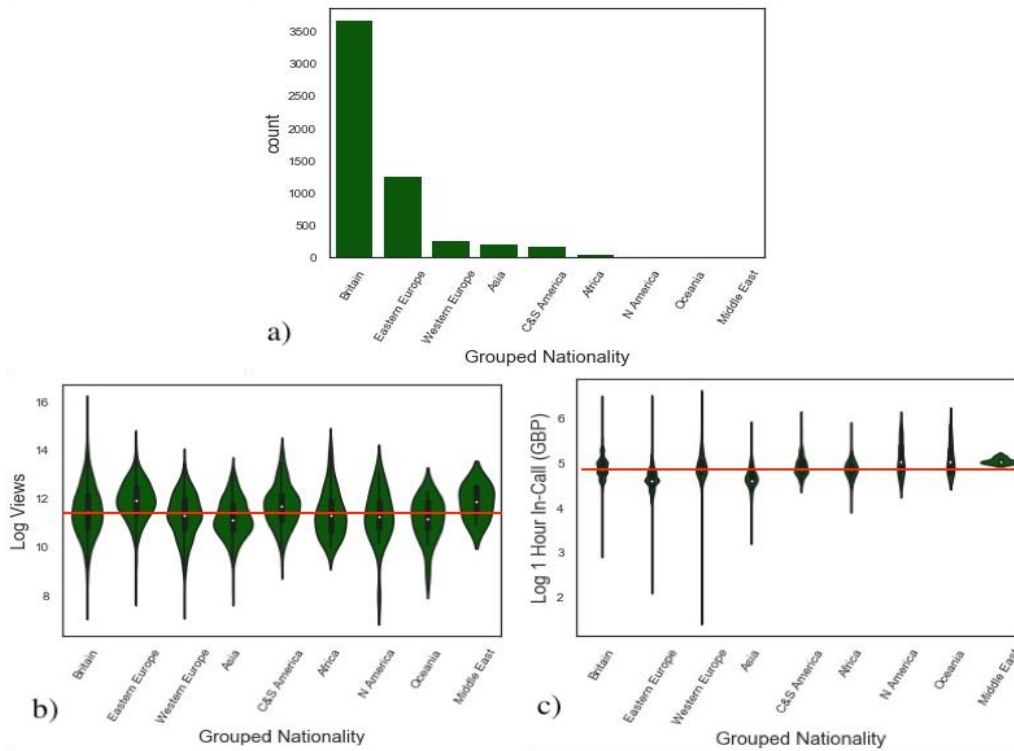 3500
3000
2500
2000
1500
1000
500
0
count
Britain
Eastern Europe
Western Europe
Asia
C&S America
Africa
N America
Oceania
Middle East
a)
Grouped Nationality
16
14
12
10
8
Log Views
Britain
Eastern Europe
Western Europe
Asia
C&S America
Africa
N America
Oceania
Middle East
b)
Grouped Nationality
6
5
4
3
2
Log 1 Hour In-Call (GBP)
Britain
Eastern Europe
Western Europe
Asia
C&S America
Africa
N America
Oceania
Middle East
c)
Grouped Nationality